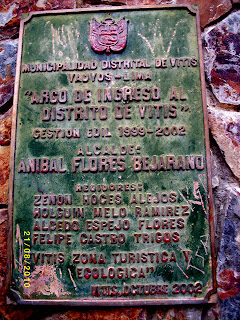 MUNICIPALIDAD DISTRITAL DE VITIS
YAUYOS-LIMA
"ARCO DE INGRESO AL
DISTRITO DE VITIS"
GESTION EDIL 1999-2002
ALCALDE:
ANIBAL FLORES BEJARANO
REGIDORES:
ZENON HOCES ALEJOS
HOLGUIN MELO RAMIREZ
ALCEDO ESPEJO FLORES
FELIPE CASTRO TRIGOS
"VITIS ZONA TURISTICA Y
ECOLOGICA"
VITIS, OCTUBRE 2002
21/08/2010